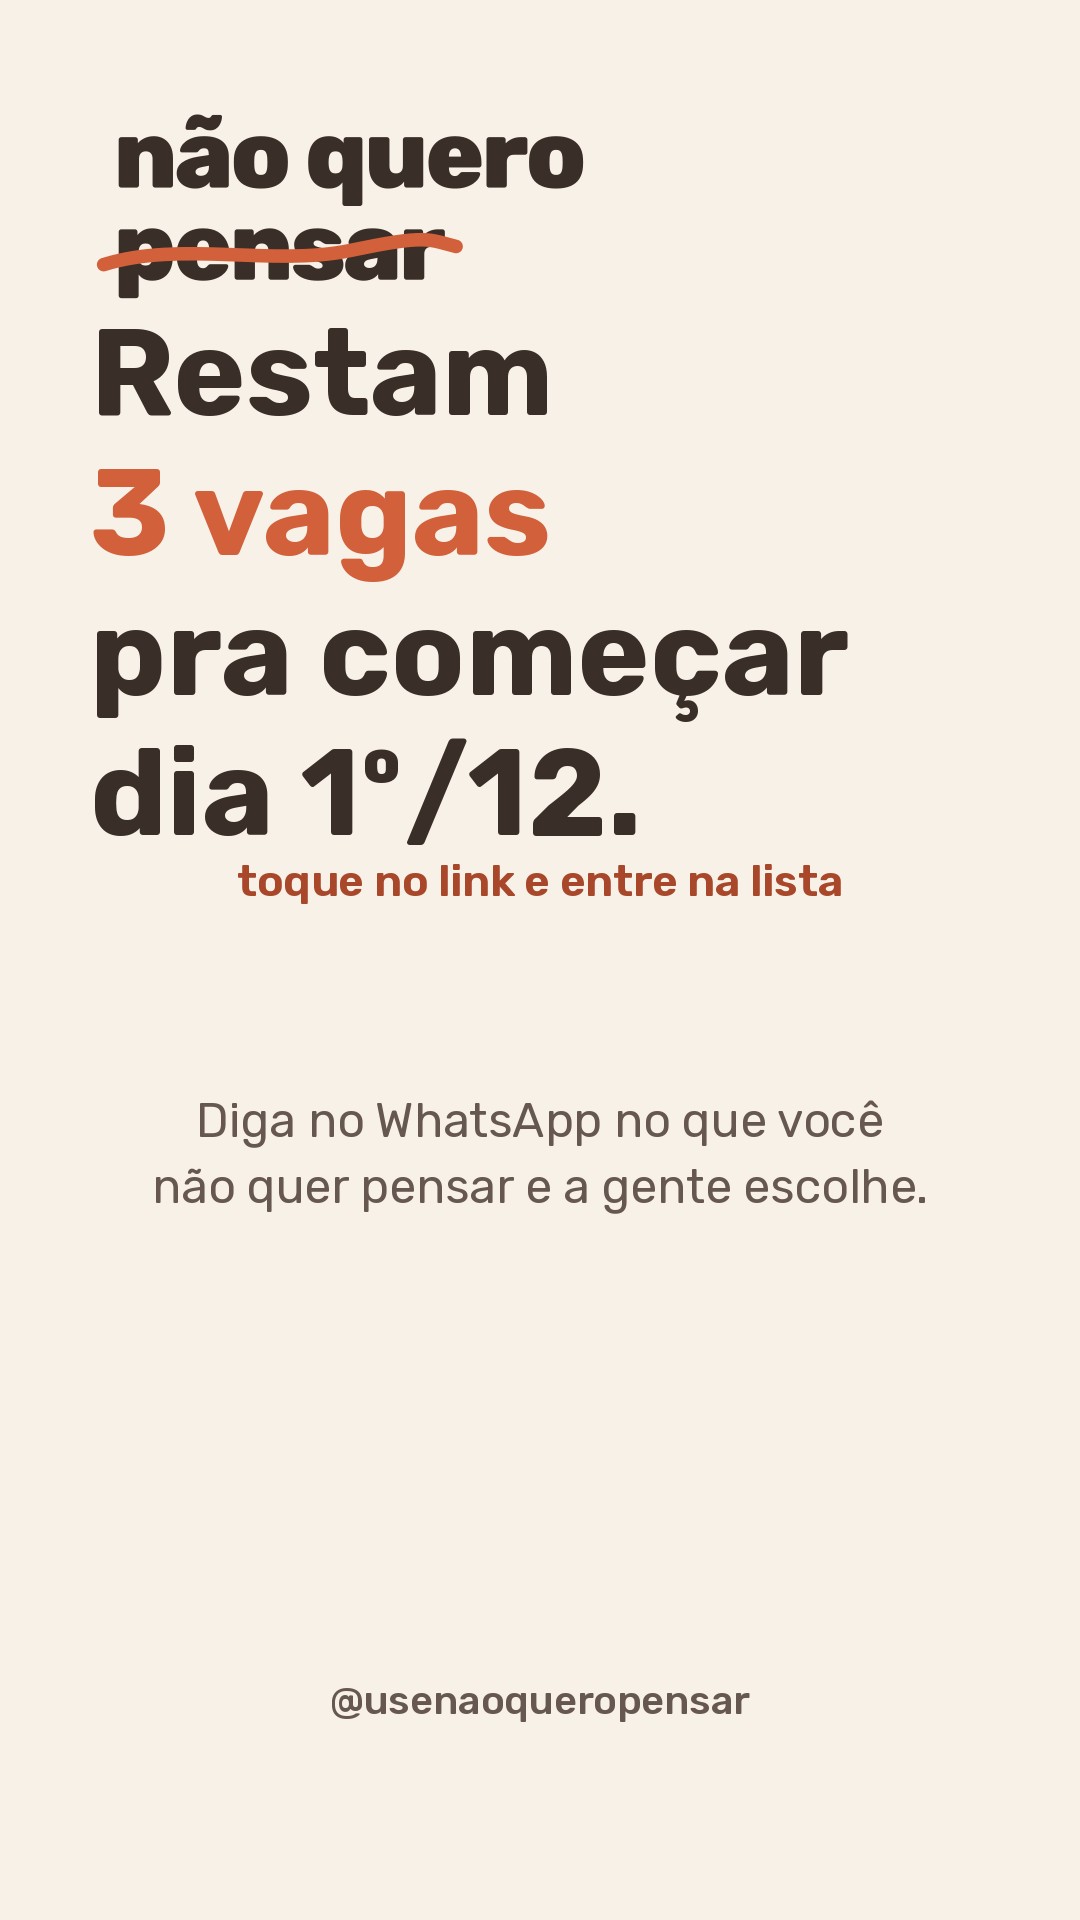 não quero
pensar
Restam
3 vagas
pra começar
dia 1º/12.
toque no link e entre na lista
Diga no WhatsApp no que você
não quer pensar e a gente escolhe.
@usenaoqueropensar